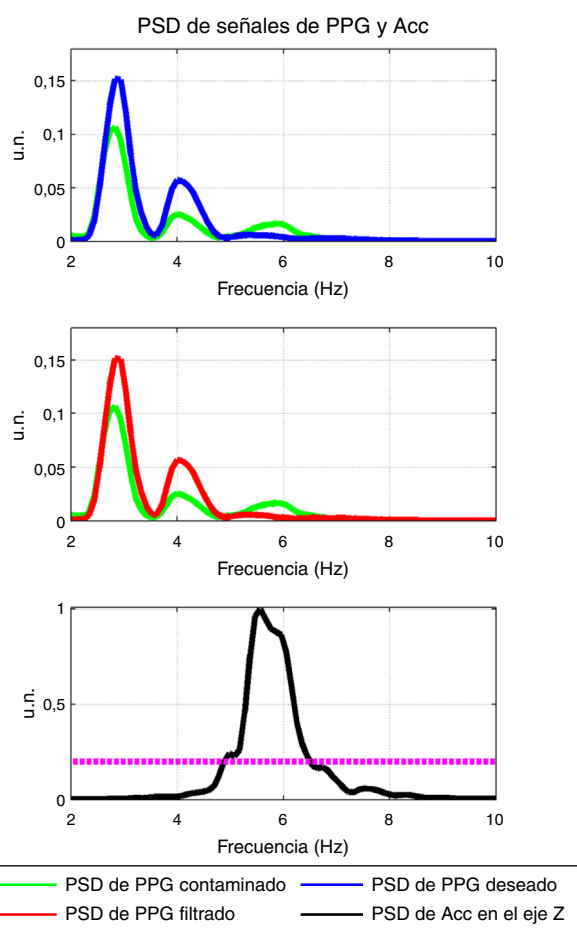 PSD de señales de PPG y Acc
0,15
0,1
0,05
0
u.n.
2 4 6 8 10
Frecuencia (Hz)
0,15
0,1
0,05
0
u.n.
2 4 6 8 10
Frecuencia (Hz)
1
0,5
0
u.n.
2 4 6 8 10
Frecuencia (Hz)
PSD de PPG contaminado PSD de PPG deseado
PSD de PPG filtrado PSD de Acc en el eje Z